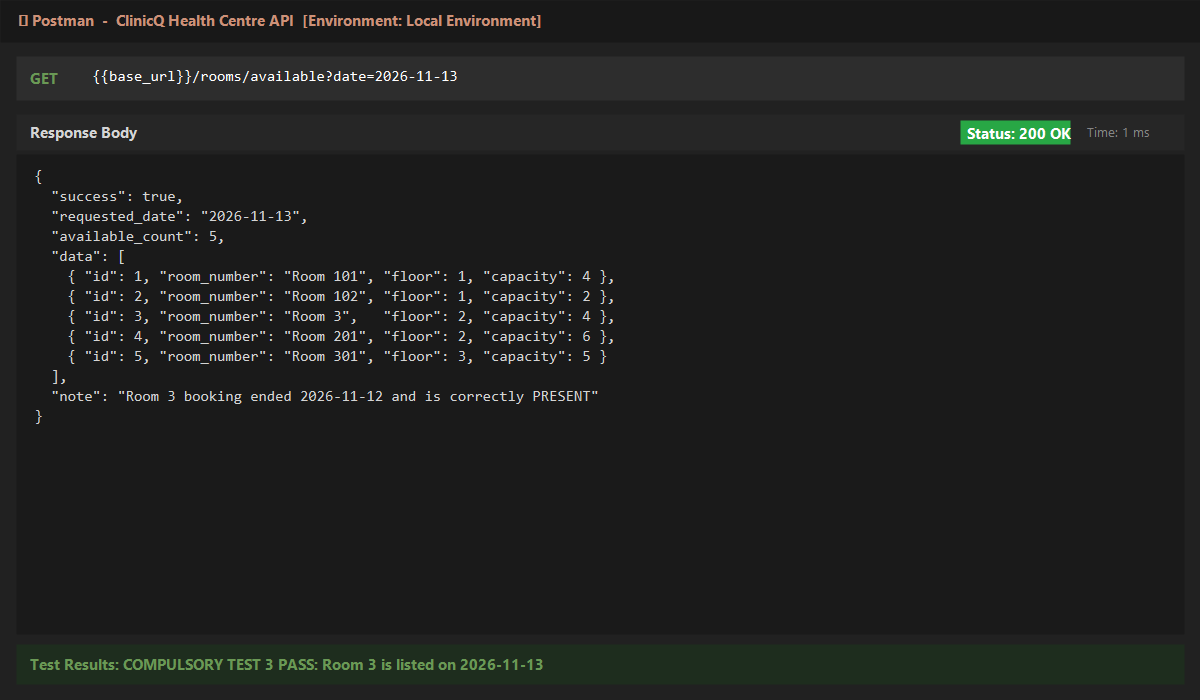 Postman - ClinicQ Health Centre API [Environment: Local Environment]
GET {{base_url}}/rooms/available?date=2026-11-13
Response Body Status: 200 OK Time: 1 ms
{
  "success": true,
  "requested_date": "2026-11-13",
  "available_count": 5,
  "data": [
    { "id": 1, "room_number": "Room 101", "floor": 1, "capacity": 4 },
    { "id": 2, "room_number": "Room 102", "floor": 1, "capacity": 2 },
    { "id": 3, "room_number": "Room 3",   "floor": 2, "capacity": 4 },
    { "id": 4, "room_number": "Room 201", "floor": 2, "capacity": 6 },
    { "id": 5, "room_number": "Room 301", "floor": 3, "capacity": 5 }
  ],
  "note": "Room 3 booking ended 2026-11-12 and is correctly PRESENT"
}
Test Results: COMPULSORY TEST 3 PASS: Room 3 is listed on 2026-11-13